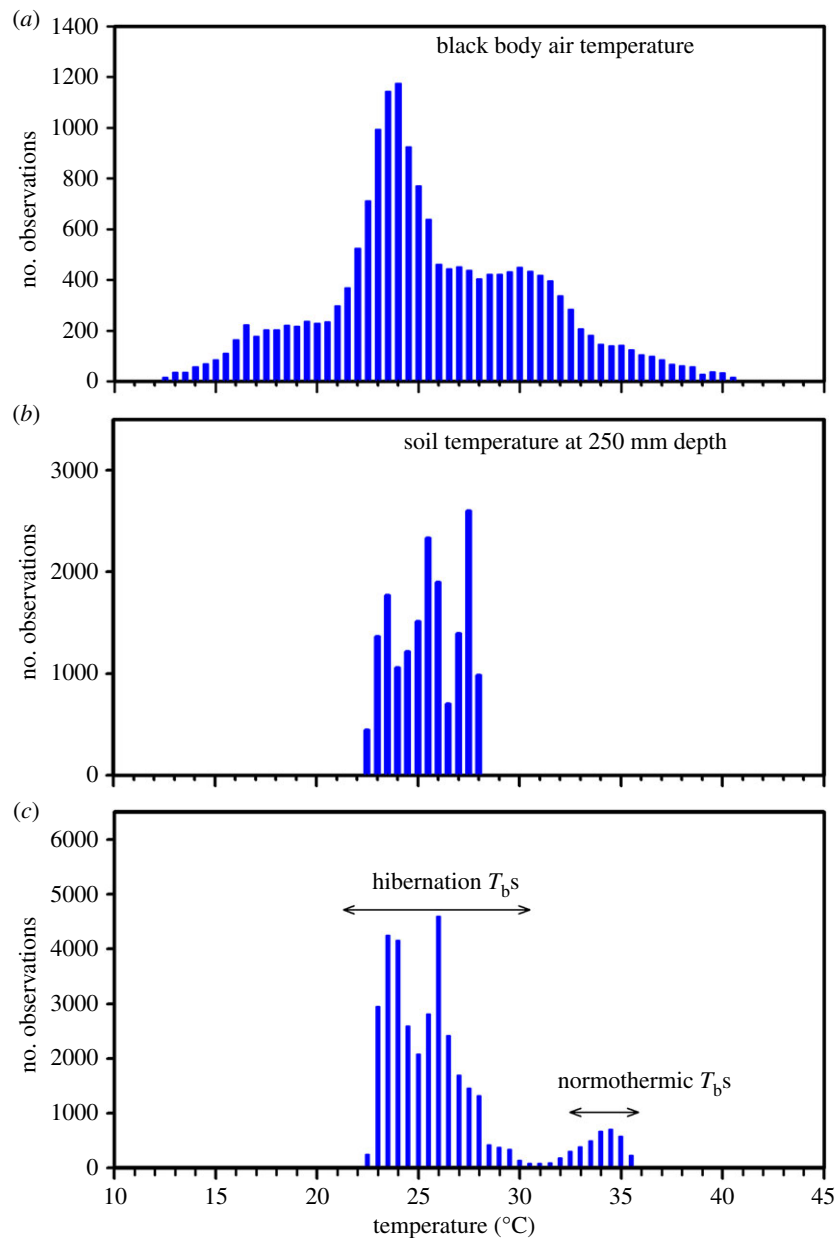 (a)
1400
black body air temperature
1200
1000
800
600
400
200
0
no. observations
(b)
soil temperature at 250 mm depth
3000
2000
1000
0
no. observations
(c)
6000
5000
4000
3000
2000
1000
0
no. observations
hibernation Tbs
normothermic Tbs
10 15 20 25 30 35 40 45
temperature (°C)